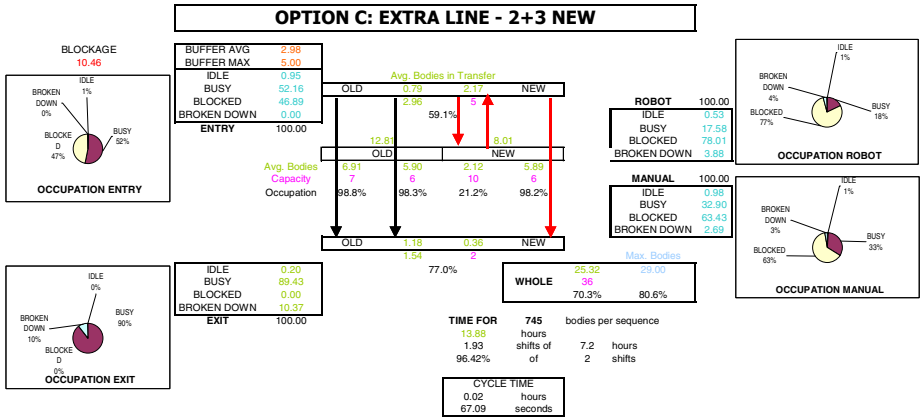 OPTION C: EXTRA LINE - 2+3 NEW
BLOCKAGE
10.46
IDLE
1%
BROKEN
DOWN
0%
BLOCKE
D
47%
BUSY
52%
OCCUPATION ENTRY
BUFFER AVG 2.98
BUFFER MAX 5.00
IDLE 0.95
BUSY 52.16
BLOCKED 46.89
BROKEN DOWN 0.00
ENTRY 100.00
Avg. Bodies in Transfer
OLD 0.79 2.17 NEW
2.96 5
59.1%
12.81 8.01
OLD NEW
Avg. Bodies 6.91 5.90 2.12 5.89
Capacity 7 6 10 6
Occupation 98.8% 98.3% 21.2% 98.2%
OLD 1.18 0.36 NEW
1.54 2
77.0%
Max. Bodies
WHOLE 25.32 29.00
36
70.3% 80.6%
ROBOT 100.00
IDLE 0.53
BUSY 17.58
BLOCKED 78.01
BROKEN DOWN 3.88
MANUAL 100.00
IDLE 0.98
BUSY 32.90
BLOCKED 63.43
BROKEN DOWN 2.69
IDLE
1%
BROKEN
DOWN
4%
BLOCKED
77%
BUSY
18%
OCCUPATION ROBOT
IDLE
1%
BROKEN
DOWN
3%
BLOCKED
63%
BUSY
33%
OCCUPATION MANUAL
IDLE
0%
BROKEN
DOWN
10%
BUSY
90%
BLOCKE
D
0%
OCCUPATION EXIT
IDLE 0.20
BUSY 89.43
BLOCKED 0.00
BROKEN DOWN 10.37
EXIT 100.00
TIME FOR 745 bodies per sequence
13.88 hours
1.93 shifts of 7.2 hours
96.42% of 2 shifts
CYCLE TIME
0.02 hours
67.09 seconds